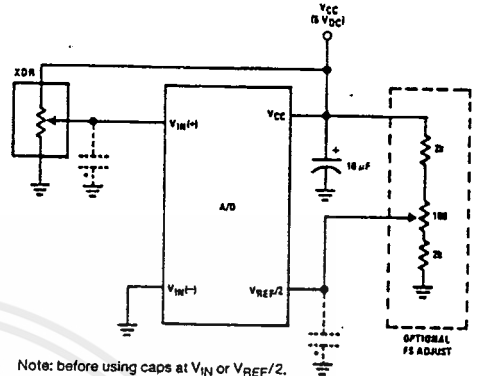 VCC
(5 VDC)
XDR
VIN(+)
VCC
+
10 µF
2k
A/D
100
2k
VIN(−)
VREF/2
OPTIONAL
FS ADJUST
*
*
Note: before using caps at VIN or VREF/2,